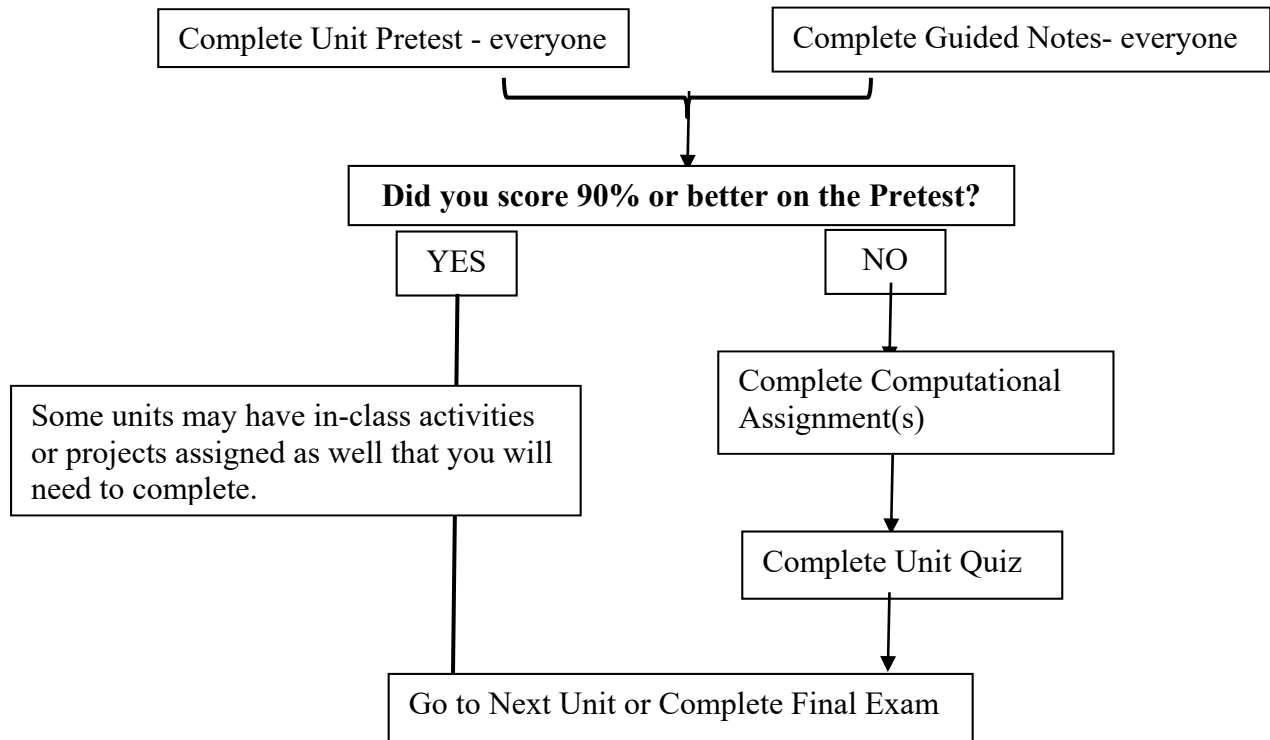 Complete Unit Pretest - everyone
Complete Guided Notes- everyone
Did you score 90% or better on the Pretest?
YES
NO
Some units may have in-class activities
or projects assigned as well that you will
need to complete.
Complete Computational
Assignment(s)
Complete Unit Quiz
Go to Next Unit or Complete Final Exam